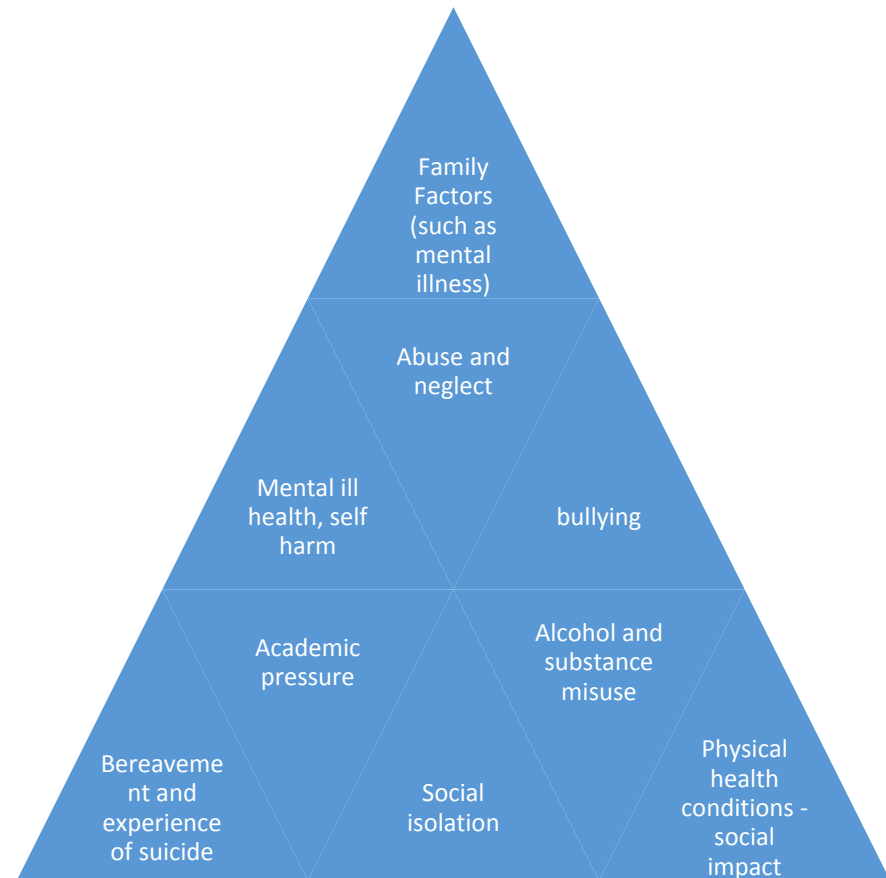 Family
Factors
(such as
mental
illness)
Abuse and
neglect
Mental ill
health, self
harm
bullying
Academic
pressure
Alcohol and
substance
misuse
Bereaveme
nt and
experience
of suicide
Social
isolation
Physical
health
conditions -
social
impact